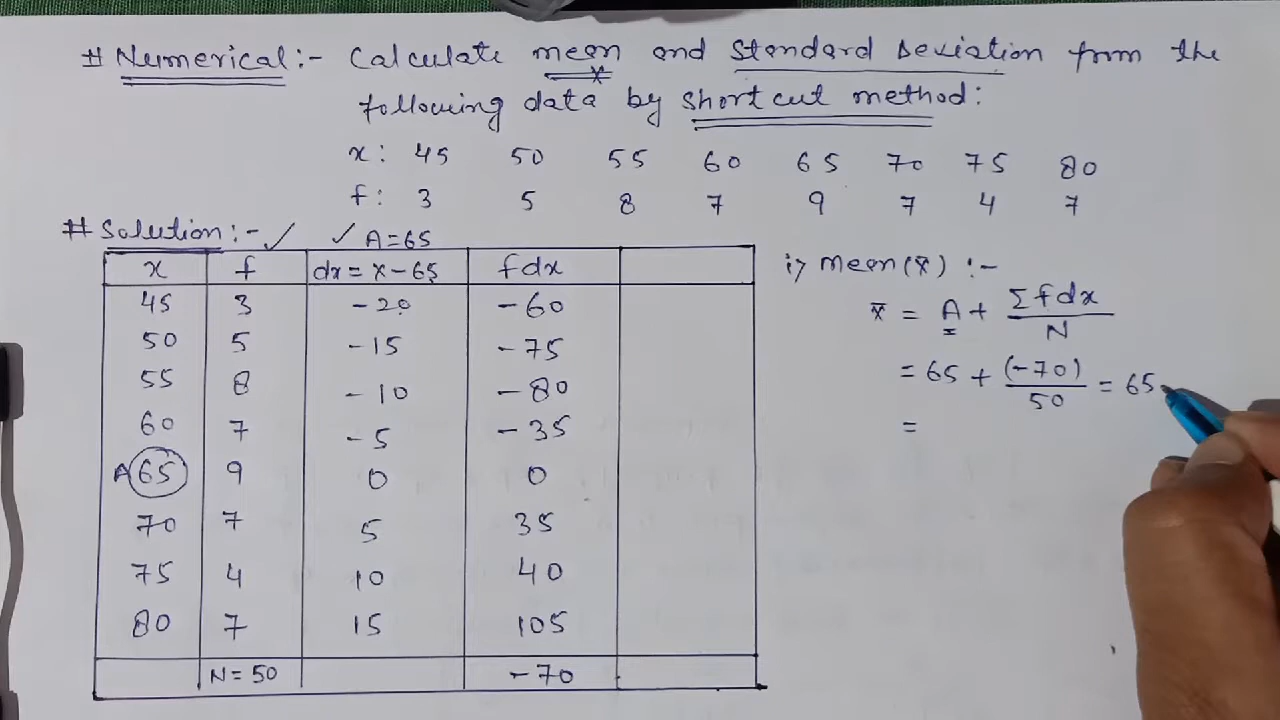 # Numerical:- Calculate mean and Standard Deviation from the
following data by shortcut method:
x: 45 50 55 60 65 70 75 80
f: 3 5 8 7 9 7 4 7
# Solution:- ✓ ✓ A=65
x f dx = x-65 fdx
45 3 -20 -60
50 5 -15 -75
55 8 -10 -80
60 7 -5 -35
A 65 9 0 0
70 7 5 35
75 4 10 40
80 7 15 105
N = 50 -70
i> mean (x̄) :-
x̄ = A + Σfdx / N
= 65 + (-70) / 50 = 65
=